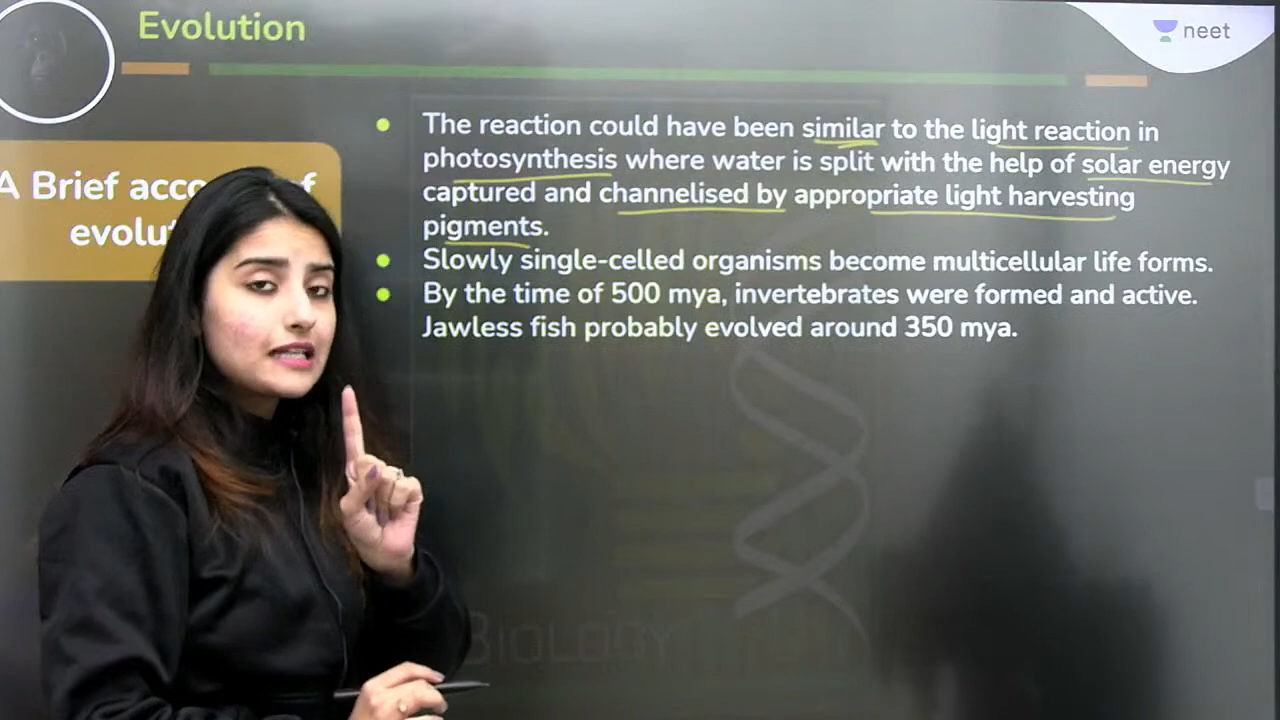 Evolution
neet
A Brief acco f
evolu
The reaction could have been similar to the light reaction in
photosynthesis where water is split with the help of solar energy
captured and channelised by appropriate light harvesting
pigments.
Slowly single-celled organisms become multicellular life forms.
By the time of 500 mya, invertebrates were formed and active.
Jawless fish probably evolved around 350 mya.
BIOLOGY